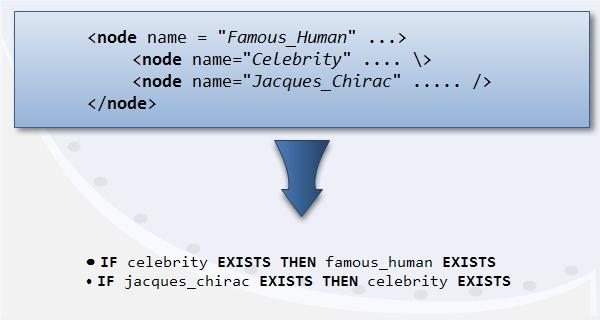 <node name = "Famous_Human" ...>
<node name="Celebrity" .... \>
<node name="Jacques_Chirac" ..... />
</node>
• IF celebrity EXISTS THEN famous_human EXISTS
• IF jacques_chirac EXISTS THEN celebrity EXISTS